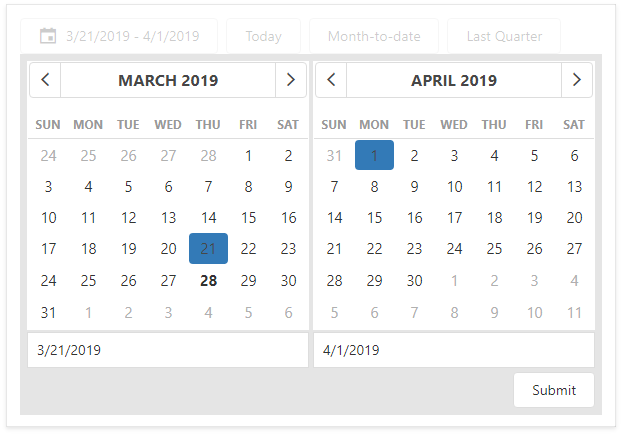 3/21/2019 - 4/1/2019 Today Month-to-date Last Quarter
MARCH 2019 APRIL 2019
SUN MON TUE WED THU FRI SAT SUN MON TUE WED THU FRI SAT
24 25 26 27 28 1 2 31 1 2 3 4 5 6
3 4 5 6 7 8 9 7 8 9 10 11 12 13
10 11 12 13 14 15 16 14 15 16 17 18 19 20
17 18 19 20 21 22 23 21 22 23 24 25 26 27
24 25 26 27 28 29 30 28 29 30 1 2 3 4
31 1 2 3 4 5 6 5 6 7 8 9 10 11
3/21/2019 4/1/2019
Submit